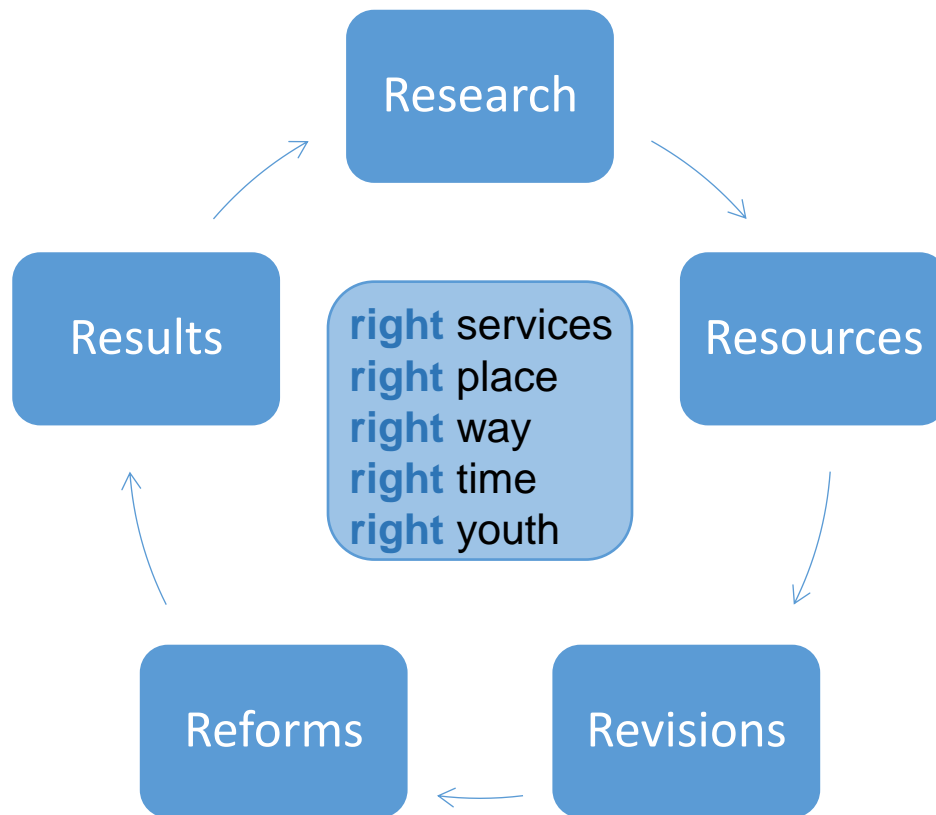 Research
Results
Resources
right services
right place
right way
right time
right youth
Reforms
Revisions